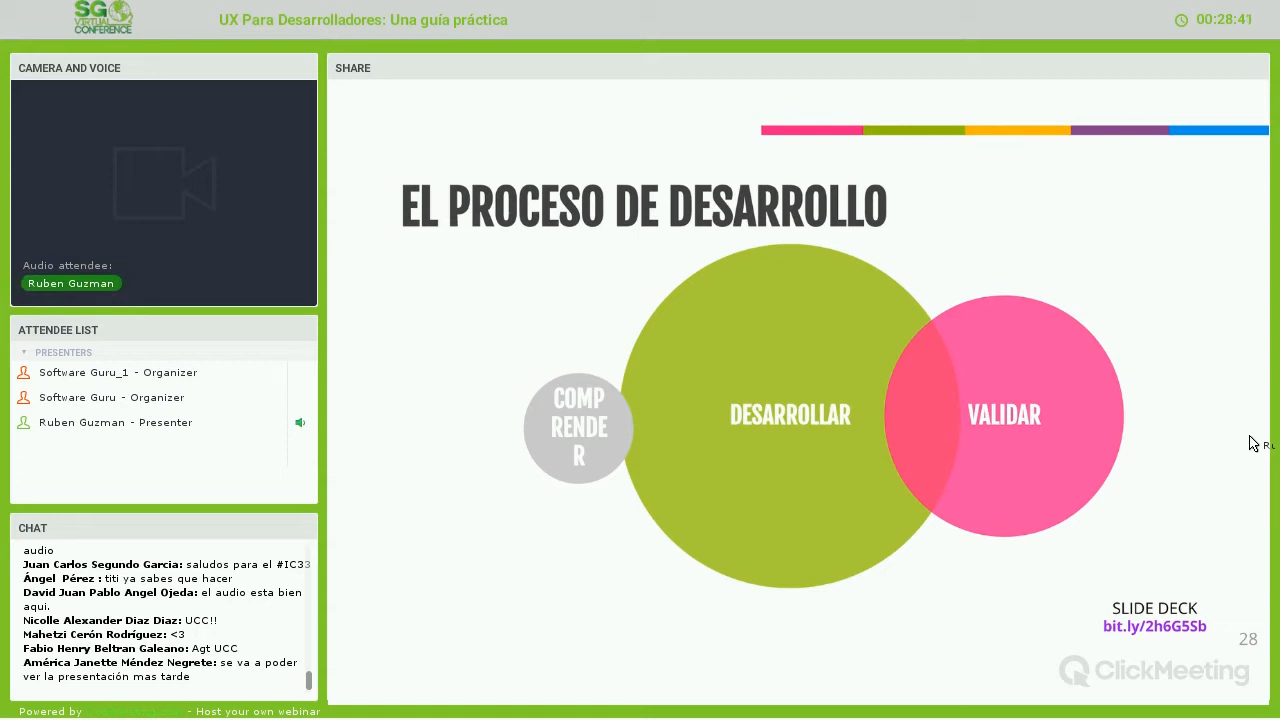 SG
VIRTUAL
CONFERENCE
UX Para Desarrolladores: Una guía práctica
00:28:41
CAMERA AND VOICE
Audio attendee:
Ruben Guzman
ATTENDEE LIST
PRESENTERS
Software Guru_1 - Organizer
Software Guru - Organizer
Ruben Guzman - Presenter
CHAT
audio
Juan Carlos Segundo Garcia: saludos para el #IC33
Ángel Pérez : titi ya sabes que hacer
David Juan Pablo Angel Ojeda: el audio esta bien
aqui.
Nicolle Alexander Diaz Diaz: UCC!!
Mahetzi Cerón Rodríguez: <3
Fabio Henry Beltran Galeano: Agt UCC
América Janette Méndez Negrete: se va a poder
ver la presentación mas tarde
Powered by
- Host your own webinar
SHARE
EL PROCESO DE DESARROLLO
COMP
RENDE
R
DESARROLLAR
VALIDAR
SLIDE DECK
bit.ly/2h6G5Sb
28
ClickMeeting